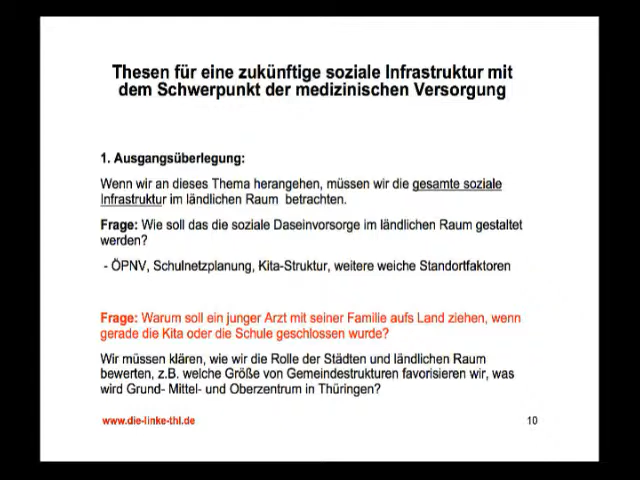 Thesen für eine zukünftige soziale Infrastruktur mit
dem Schwerpunkt der medizinischen Versorgung
1. Ausgangsüberlegung:
Wenn wir an dieses Thema herangehen, müssen wir die gesamte soziale
Infrastruktur im ländlichen Raum betrachten.
Frage: Wie soll das die soziale Daseinvorsorge im ländlichen Raum gestaltet
werden?
- ÖPNV, Schulnetzplanung, Kita-Struktur, weitere weiche Standortfaktoren
Frage: Warum soll ein junger Arzt mit seiner Familie aufs Land ziehen, wenn
gerade die Kita oder die Schule geschlossen wurde?
Wir müssen klären, wie wir die Rolle der Städten und ländlichen Raum
bewerten, z.B. welche Größe von Gemeindestrukturen favorisieren wir, was
wird Grund- Mittel- und Oberzentrum in Thüringen?
www.die-linke-thl.de
10